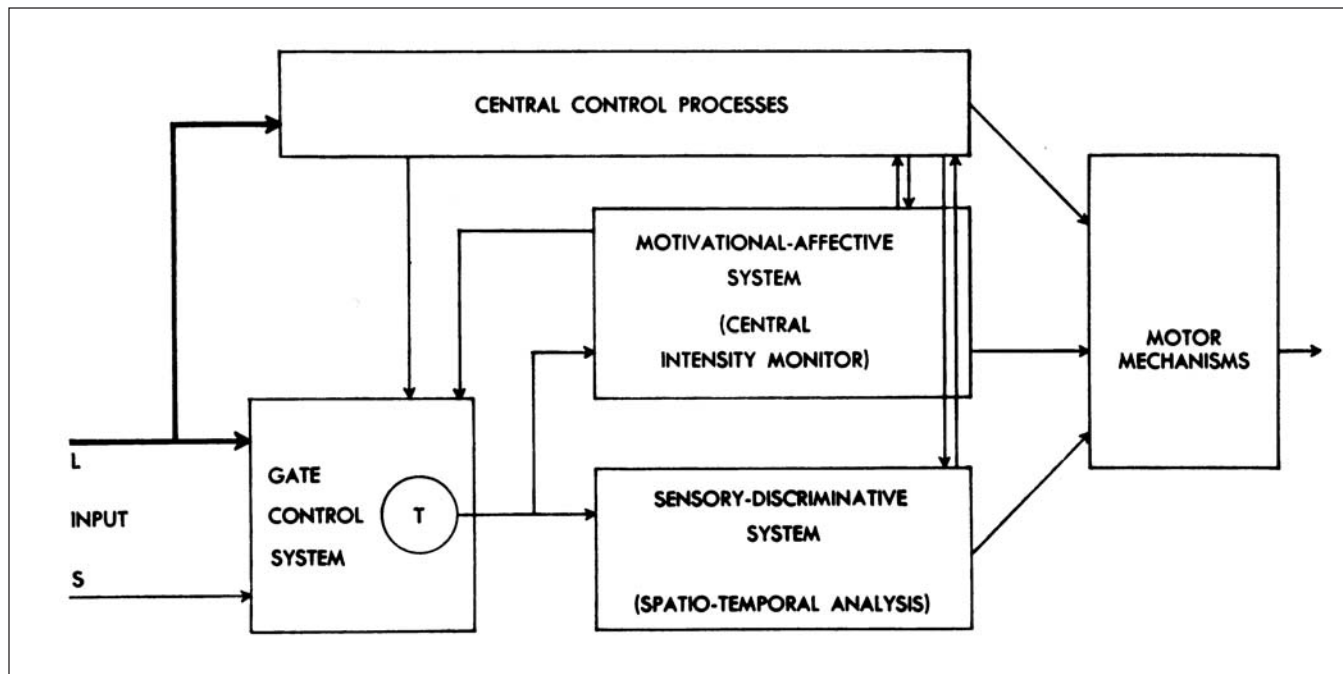 CENTRAL CONTROL PROCESSES
MOTIVATIONAL-AFFECTIVE
SYSTEM
(CENTRAL
INTENSITY MONITOR)
MOTOR
MECHANISMS
L
INPUT
S
GATE
CONTROL
SYSTEM
T
SENSORY-DISCRIMINATIVE
SYSTEM
(SPATIO-TEMPORAL ANALYSIS)